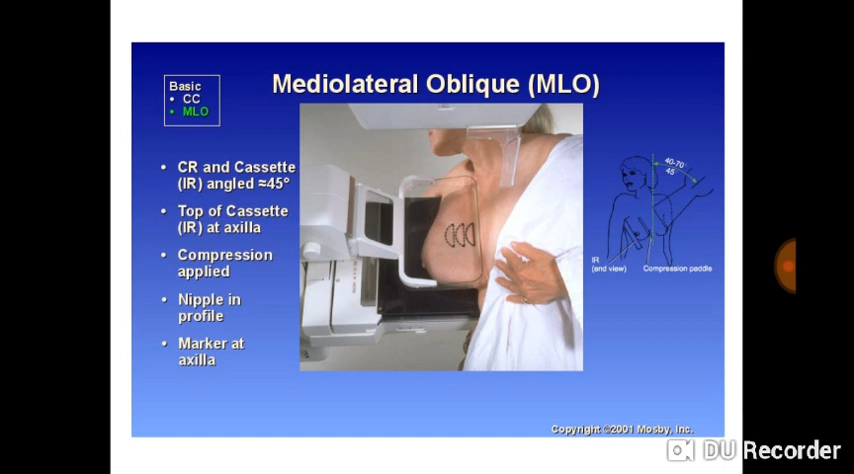 Basic
• CC
• MLO
Mediolateral Oblique (MLO)
• CR and Cassette
(IR) angled ≈45°
• Top of Cassette
(IR) at axilla
• Compression
applied
• Nipple in
profile
• Marker at
axilla
40-70°
45°
IR
(end view)
Compression paddle
Copyright ©2001 Mosby, Inc.
DU Recorder